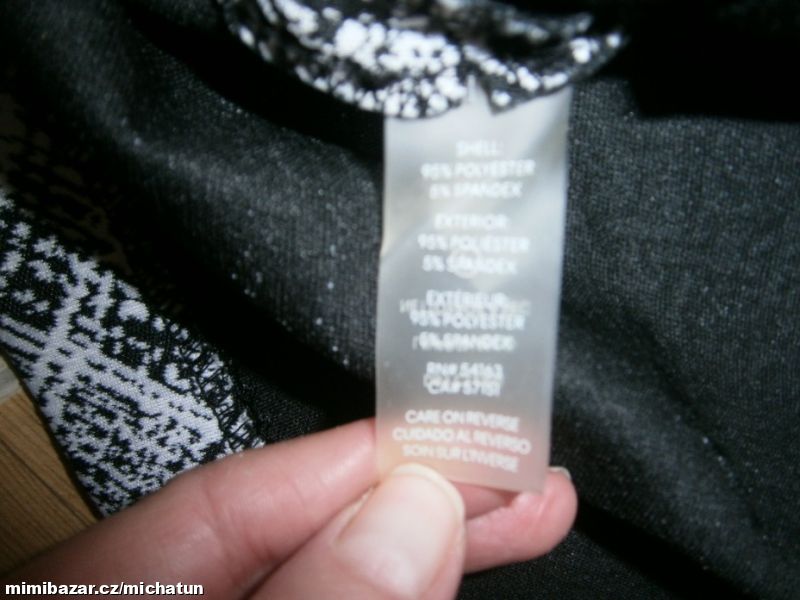 SHELL:
95% POLYESTER
5% SPANDEX
EXTERIOR:
95% POLIESTER
5% SPANDEX
EXTÉRIEUR:
95% POLYESTER
5% SPANDEX
RN# 54163
CA# 57151
CARE ON REVERSE
CUIDADO AL REVERSO
SOIN SUR L'INVERSE
mimibazar.cz/michatun